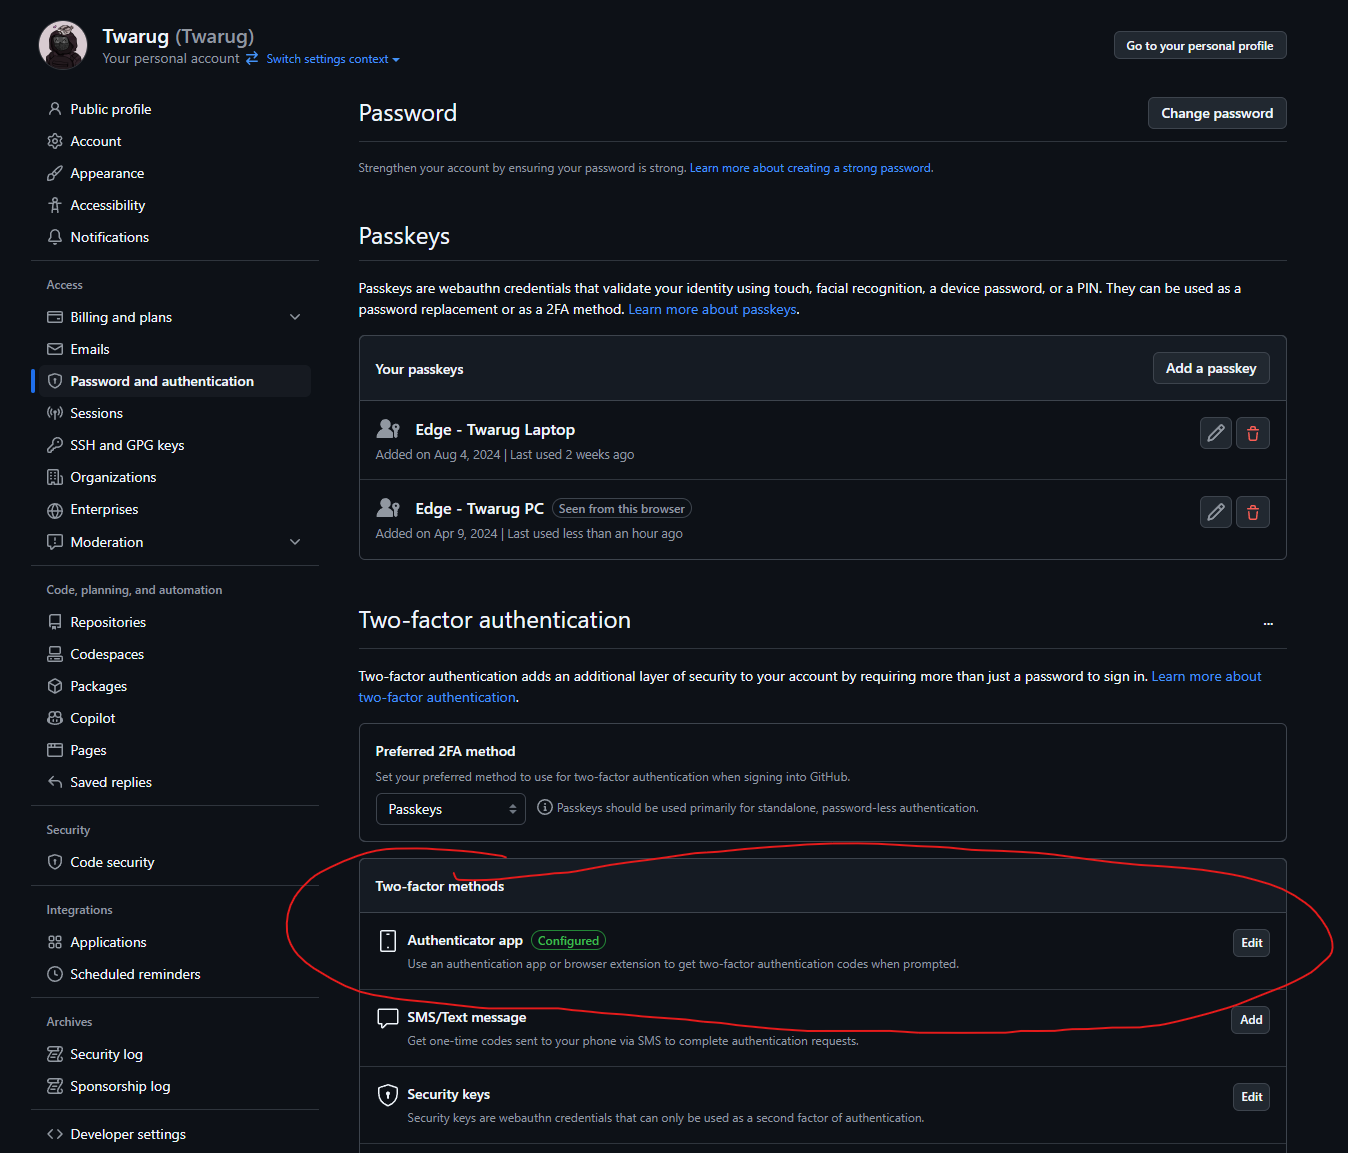 Twarug (Twarug)
Your personal account Switch settings context
Go to your personal profile
Public profile
Account
Appearance
Accessibility
Notifications
Access
Billing and plans
Emails
Password and authentication
Sessions
SSH and GPG keys
Organizations
Enterprises
Moderation
Code, planning, and automation
Repositories
Codespaces
Packages
Copilot
Pages
Saved replies
Security
Code security
Integrations
Applications
Scheduled reminders
Archives
Security log
Sponsorship log
Developer settings
Password
Change password
Strengthen your account by ensuring your password is strong. Learn more about creating a strong password.
Passkeys
Passkeys are webauthn credentials that validate your identity using touch, facial recognition, a device password, or a PIN. They can be used as a
password replacement or as a 2FA method. Learn more about passkeys.
Your passkeys
Add a passkey
Edge - Twarug Laptop
Added on Aug 4, 2024 | Last used 2 weeks ago
Edge - Twarug PC Seen from this browser
Added on Apr 9, 2024 | Last used less than an hour ago
Two-factor authentication
...
Two-factor authentication adds an additional layer of security to your account by requiring more than just a password to sign in. Learn more about
two-factor authentication.
Preferred 2FA method
Set your preferred method to use for two-factor authentication when signing into GitHub.
Passkeys
Passkeys should be used primarily for standalone, password-less authentication.
Two-factor methods
Authenticator app Configured
Edit
Use an authentication app or browser extension to get two-factor authentication codes when prompted.
SMS/Text message
Add
Get one-time codes sent to your phone via SMS to complete authentication requests.
Security keys
Edit
Security keys are webauthn credentials that can only be used as a second factor of authentication.